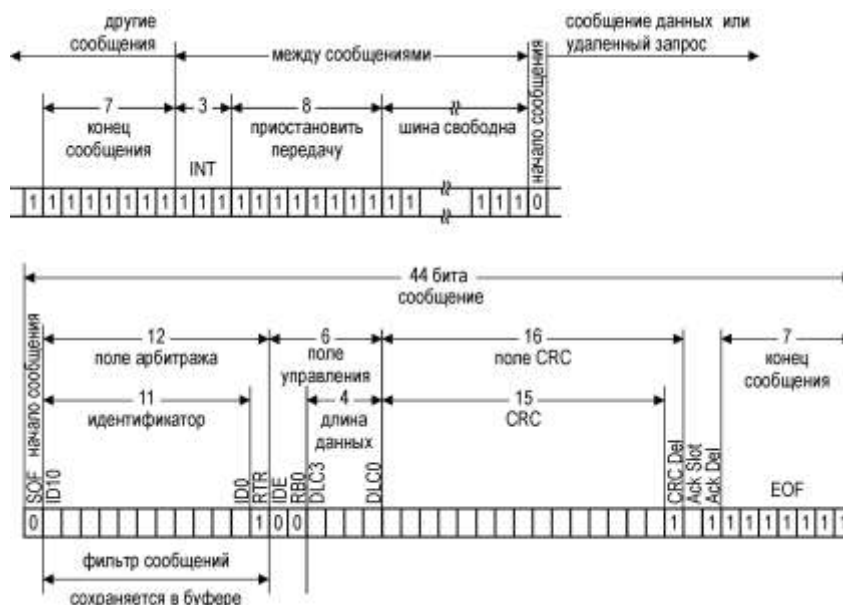 другие
сообщения
между сообщениями
сообщение данных или
удаленный запрос
7
конец
сообщения
3
INT
8
приостановить
передачу
шина свободна
начало сообщения
1 1 1 1 1 1 1 1 1 1 1 1 1 1 1 1 1 1 1 1 1 1 1 1 0
44 бита
сообщение
начало сообщения
12
поле арбитража
6
поле
управления
16
поле CRC
7
конец
сообщения
11
идентификатор
4
длина
данных
15
CRC
SOF
ID10
ID0
RTR
IDE
RB0
DLC3
DLC0
CRC Del
Ack Slot
Ack Del
EOF
0 1 0 0 1 1 1 1 1 1 1 1 1
фильтр сообщений
сохраняется в буфере